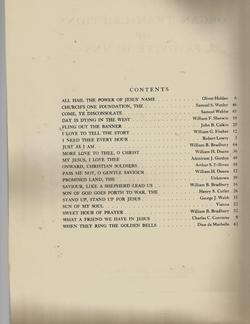 CONTENTS
ALL HAIL THE POWER OF JESUS' NAME Oliver Holden 6
CHURCH'S ONE FOUNDATION, THE Samuel S. Wesley
COME, YE DISCONSOLATE Samuel Webbe
DAY IS DYING IN THE WEST William F. Sherwin
FLING OUT THE BANNER John B. Calkin
I LOVE TO TELL THE STORY William G. Fischer
I NEED THEE EVERY HOUR Robert Lowry
JUST AS I AM William B. Bradbury
MORE LOVE TO THEE, O CHRIST William H. Doane
MY JESUS, I LOVE THEE Adoniram J. Gordon
ONWARD, CHRISTIAN SOLDIERS Arthur S. Sullivan
PASS ME NOT, O GENTLE SAVIOUR William H. Doane
PROMISED LAND, THE Unknown
SAVIOUR, LIKE A SHEPHERD LEAD US William B. Bradbury
SON OF GOD GOES FORTH TO WAR, THE Henry S. Cutler
STAND UP, STAND UP FOR JESUS George J. Webb
SUN OF MY SOUL Vienna
SWEET HOUR OF PRAYER William B. Bradbury
WHAT A FRIEND WE HAVE IN JESUS Charles C. Converse
WHEN THEY RING THE GOLDEN BELLS Dion de Marbelle